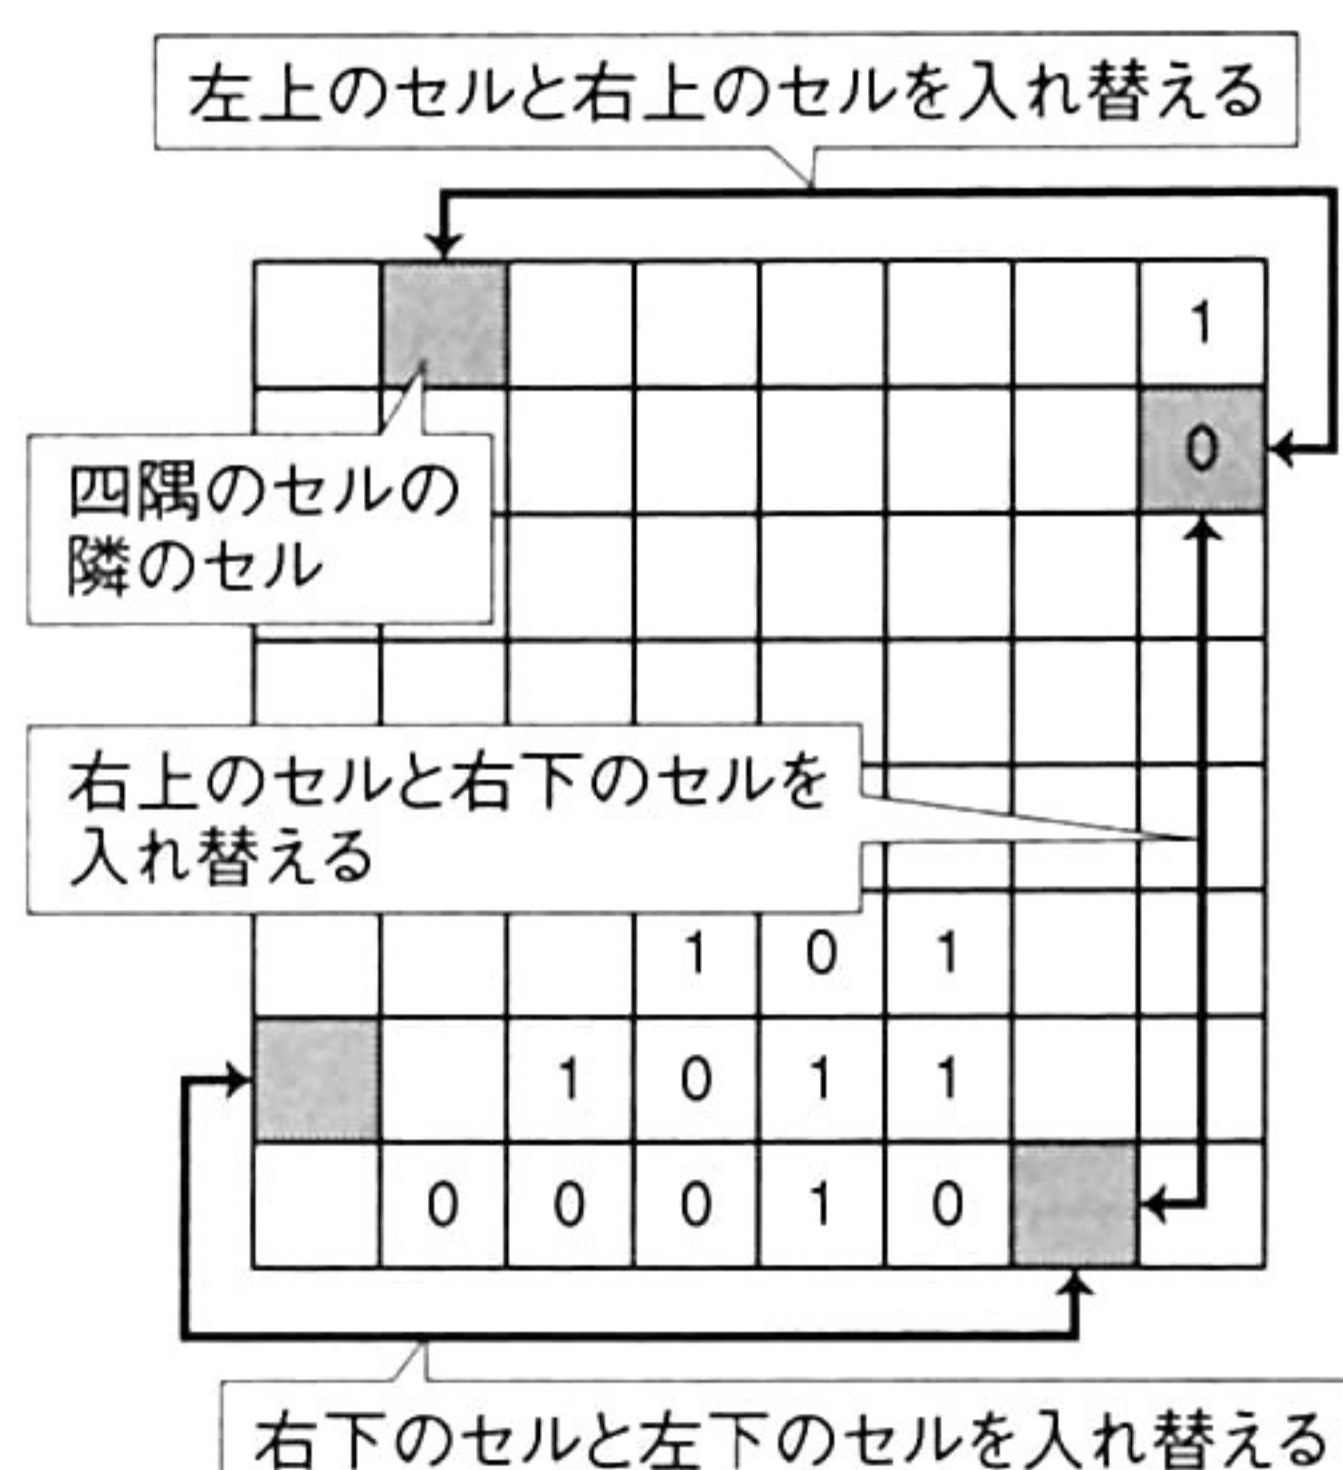 左上のセルと右上のセルを入れ替える
1
0
四隅のセルの
隣のセル
右上のセルと右下のセルを
入れ替える
1 0 1
1 0 1 1
0 0 0 1 0
右下のセルと左下のセルを入れ替える